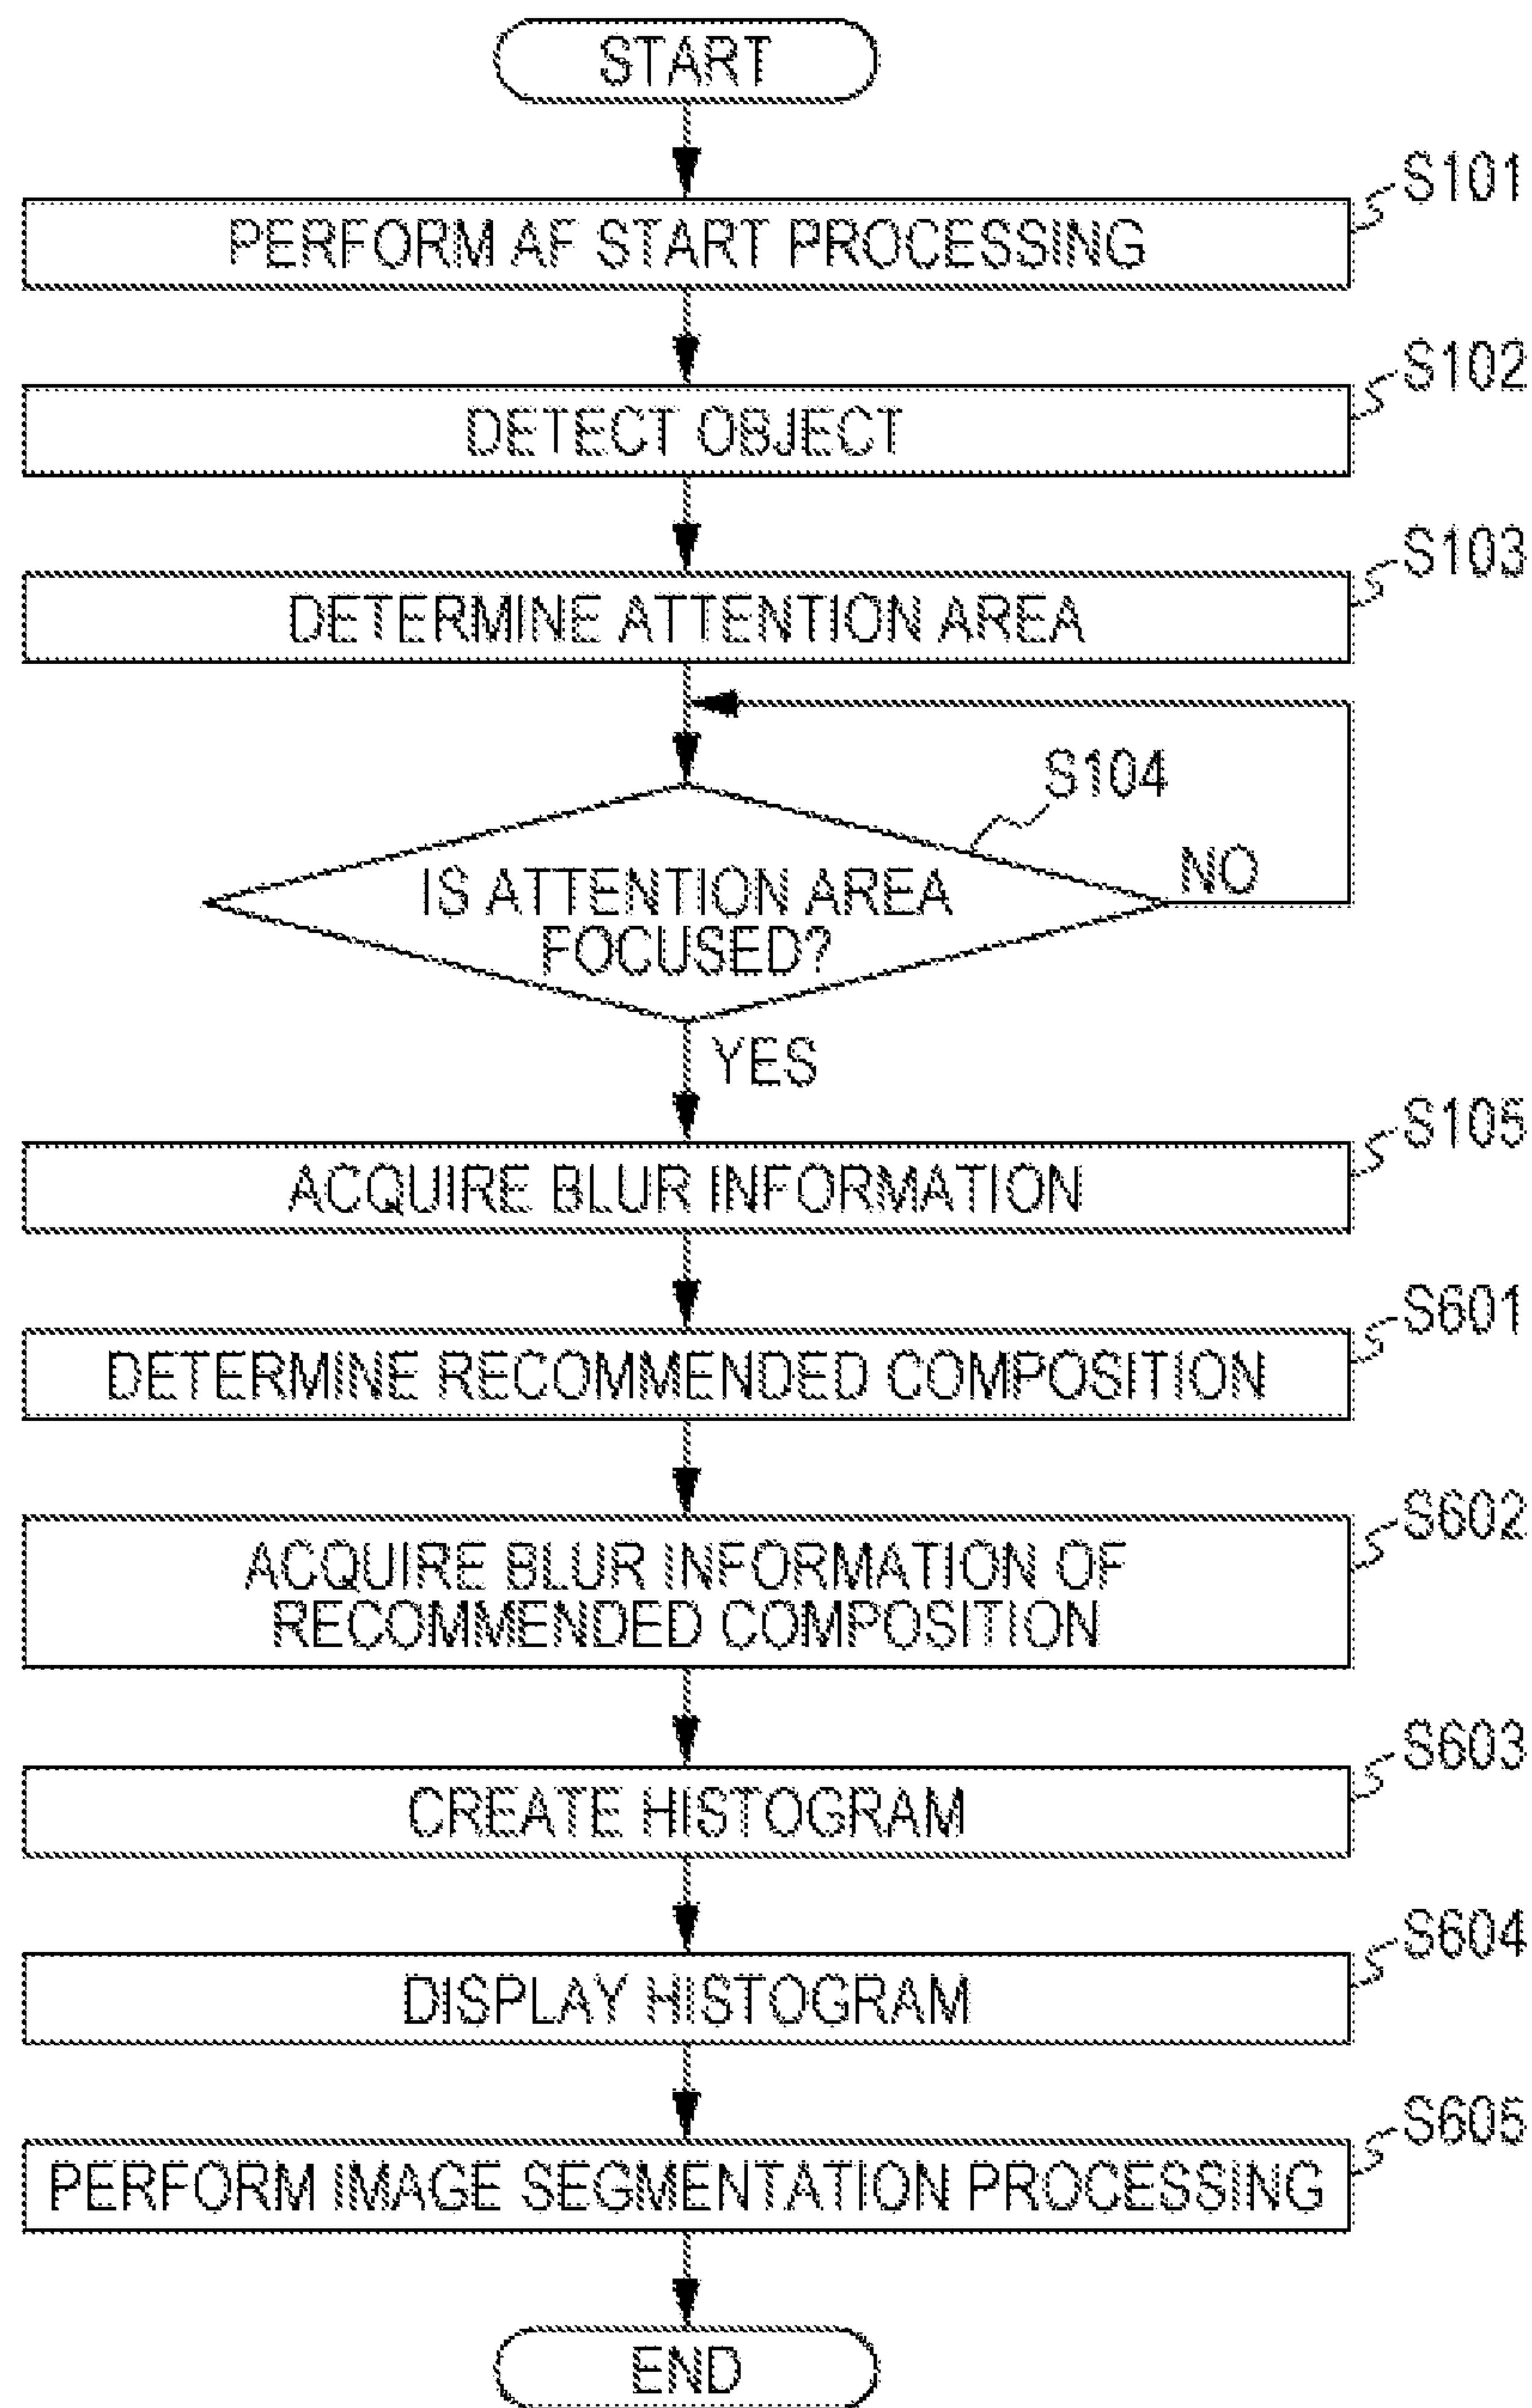 START
S101
PERFORM AF START PROCESSING
S102
DETECT OBJECT
S103
DETERMINE ATTENTION AREA
S104
IS ATTENTION AREA
FOCUSED?
NO
YES
S105
ACQUIRE BLUR INFORMATION
S601
DETERMINE RECOMMENDED COMPOSITION
S602
ACQUIRE BLUR INFORMATION OF
RECOMMENDED COMPOSITION
S603
CREATE HISTOGRAM
S604
DISPLAY HISTOGRAM
S605
PERFORM IMAGE SEGMENTATION PROCESSING
END